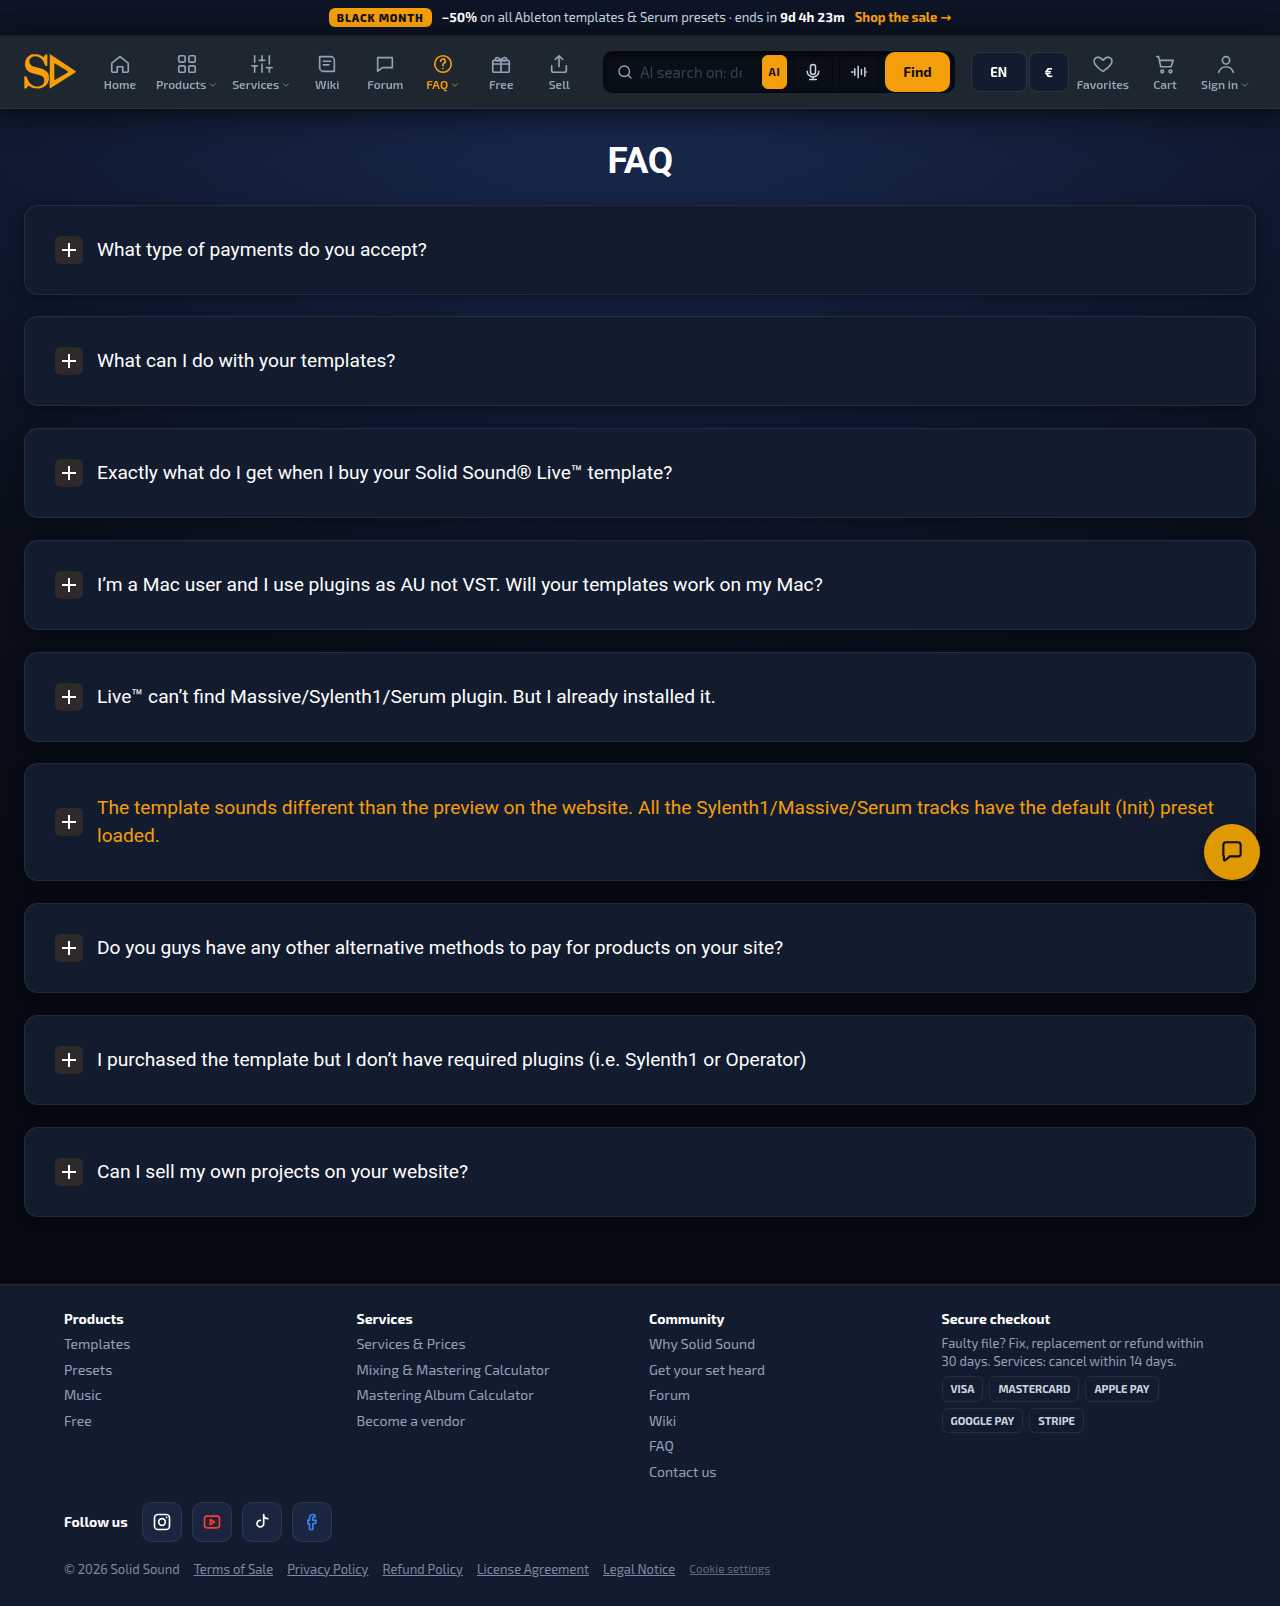 BLACK MONTH −50% on all Ableton templates & Serum presets · ends in 9d 4h 23m Shop the sale →
Home Products Services Wiki Forum FAQ Free Sell AI search on: AI Find EN € Favorites Cart Sign in
FAQ
What type of payments do you accept?
What can I do with your templates?
Exactly what do I get when I buy your Solid Sound® Live™ template?
I’m a Mac user and I use plugins as AU not VST. Will your templates work on my Mac?
Live™ can’t find Massive/Sylenth1/Serum plugin. But I already installed it.
The template sounds different than the preview on the website. All the Sylenth1/Massive/Serum tracks have the default (Init) preset
loaded.
Do you guys have any other alternative methods to pay for products on your site?
I purchased the template but I don’t have required plugins (i.e. Sylenth1 or Operator)
Can I sell my own projects on your website?
Products
Templates
Presets
Music
Free
Services
Services & Prices
Mixing & Mastering Calculator
Mastering Album Calculator
Become a vendor
Community
Why Solid Sound
Get your set heard
Forum
Wiki
FAQ
Contact us
Secure checkout
Faulty file? Fix, replacement or refund within
30 days. Services: cancel within 14 days.
VISA MASTERCARD APPLE PAY
GOOGLE PAY STRIPE
Follow us
© 2026 Solid Sound Terms of Sale Privacy Policy Refund Policy License Agreement Legal Notice Cookie settings